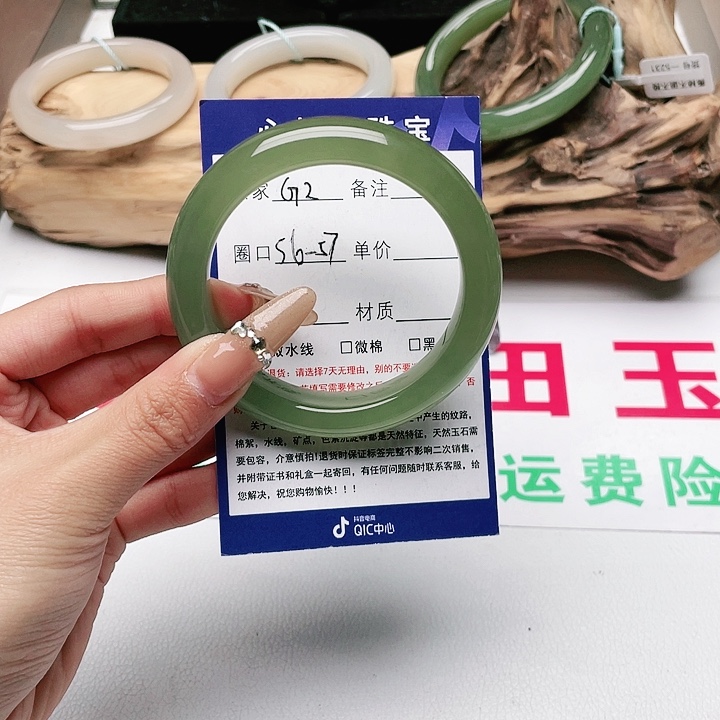 宝
家 G2 备注
圈口 56-57 单价
材质
微水线 □微棉 □黑
退货：请选择7天无理由，别的不要
产生的纹路，
棉絮，水线，矿点，色素沉淀等都是天然特征，天然玉石需
要包容，介意慎拍!退货时保证标签完整不影响二次销售，
并附带证书和礼盒一起寄回，有任何问题随时联系客服，给
您解决，祝您购物愉快！！！
抖音电商
QIC中心
田玉
运费险